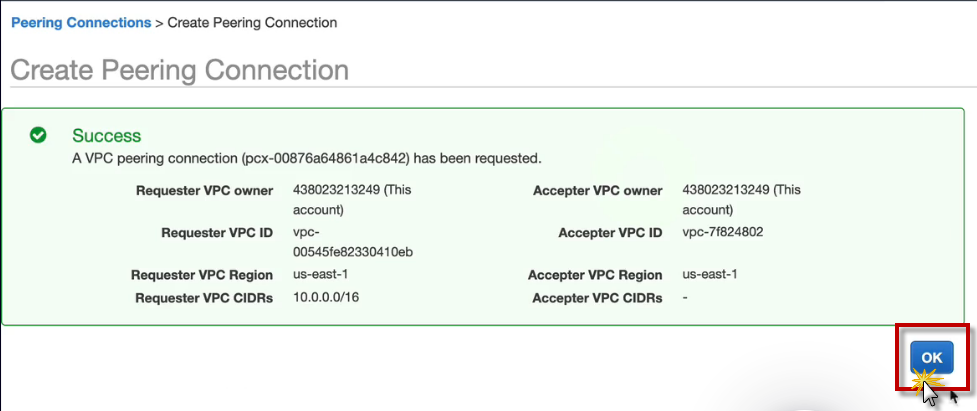 Peering Connections > Create Peering Connection
Create Peering Connection
Success
A VPC peering connection (pcx-00876a64861a4c842) has been requested.
Requester VPC owner 438023213249 (This account)
Accepter VPC owner 438023213249 (This account)
Requester VPC ID vpc-00545fe82330410eb
Accepter VPC ID vpc-7f824802
Requester VPC Region us-east-1
Accepter VPC Region us-east-1
Requester VPC CIDRs 10.0.0.0/16
Accepter VPC CIDRs -
OK